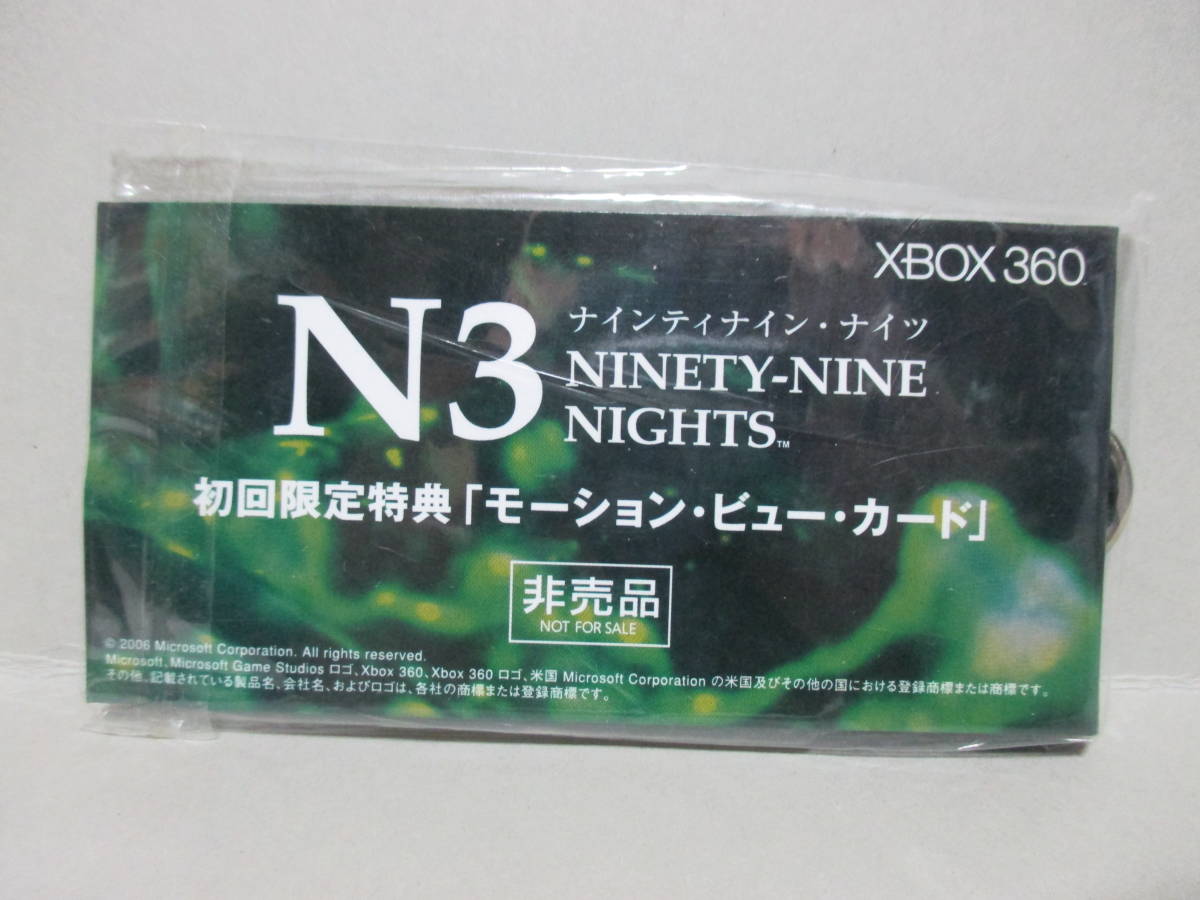 XBOX 360
N3
ナインティナイン・ナイツ
NINETY-NINE
NIGHTS™
初回限定特典「モーション・ビュー・カード」
非売品
NOT FOR SALE
© 2006 Microsoft Corporation. All rights reserved.
Microsoft、Microsoft Game Studios ロゴ、Xbox 360、Xbox 360 ロゴ、米国 Microsoft Corporation の米国及びその他の国における登録商標または商標です。
その他、記載されている製品名、会社名、およびロゴは、各社の商標または登録商標です。